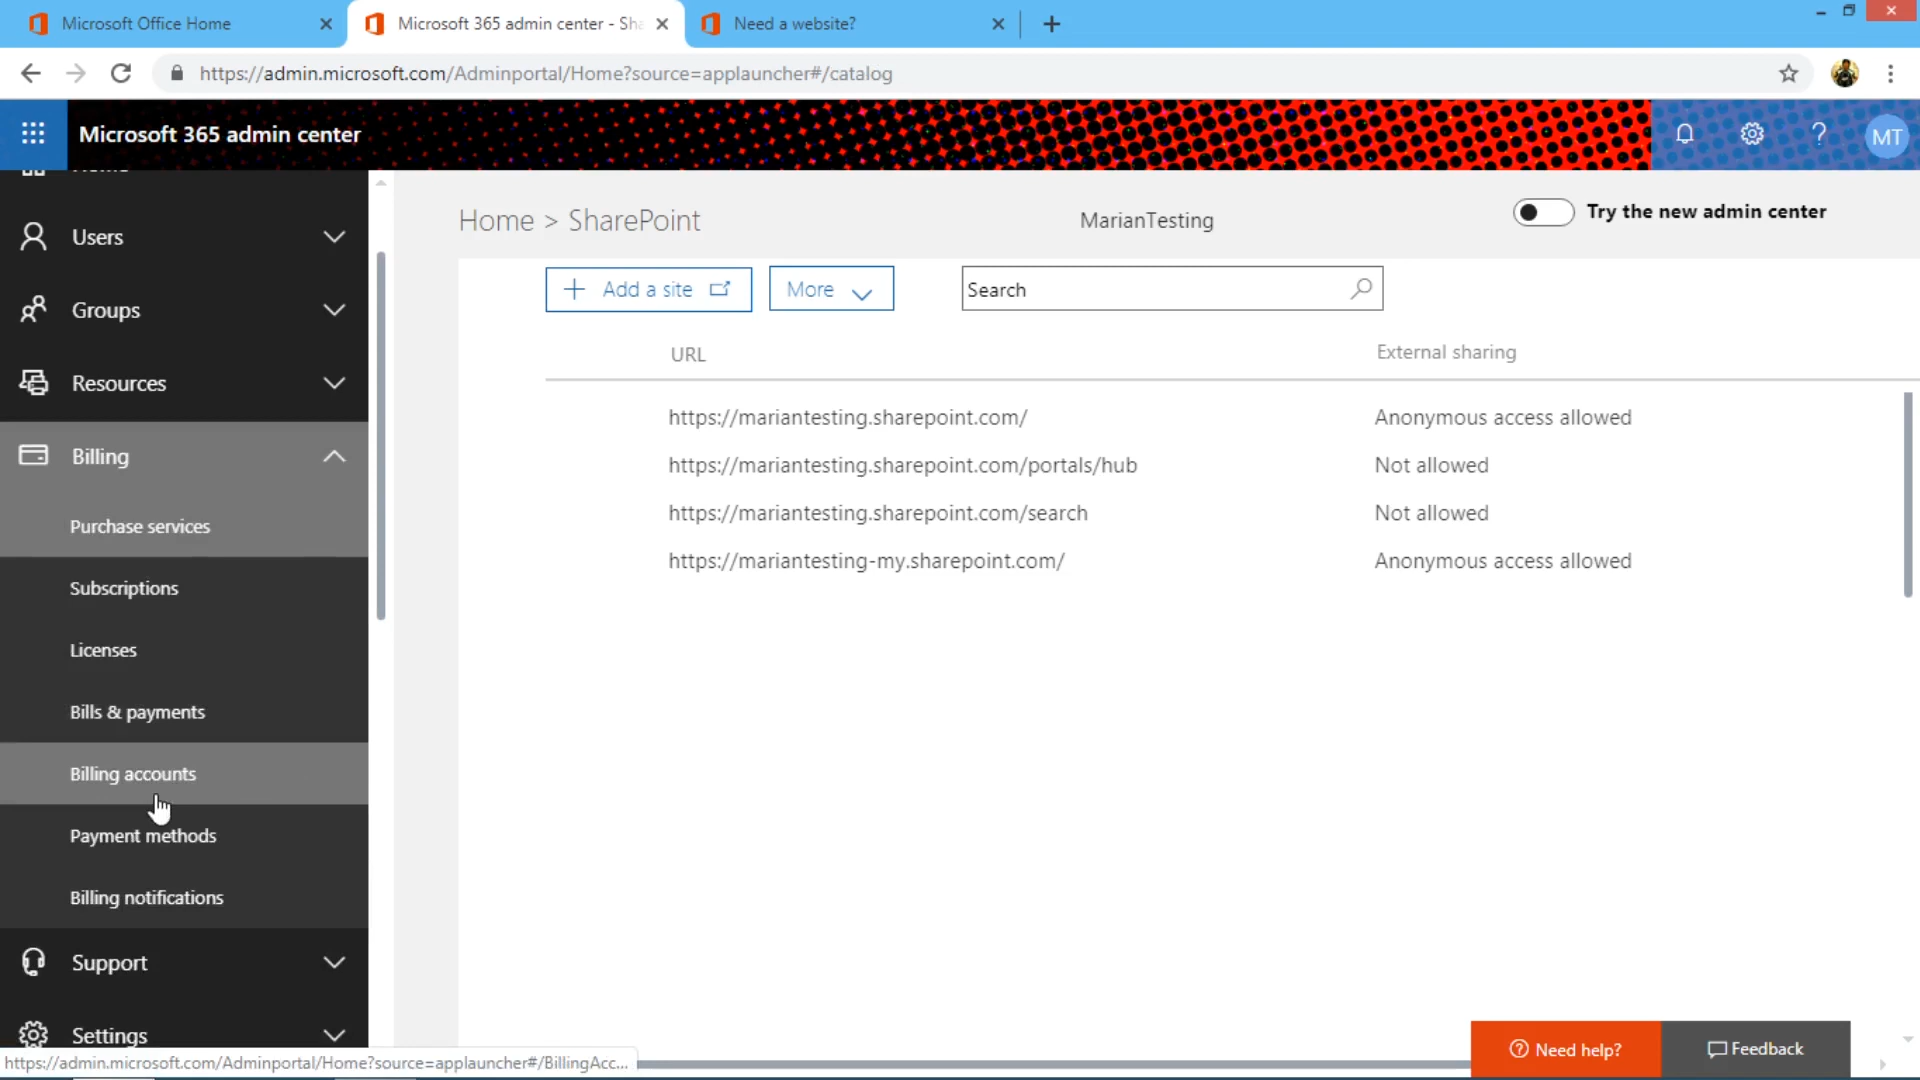 Microsoft Office Home
Microsoft 365 admin center - Sha
Need a website?
https://admin.microsoft.com/Adminportal/Home?source=applauncher#/catalog
Microsoft 365 admin center
MT
Home
Users
Groups
Resources
Billing
Purchase services
Subscriptions
Licenses
Bills & payments
Billing accounts
Payment methods
Billing notifications
Support
Settings
Home > SharePoint
MarianTesting
Try the new admin center
Add a site
More
Search
URL
External sharing
https://mariantesting.sharepoint.com/
Anonymous access allowed
https://mariantesting.sharepoint.com/portals/hub
Not allowed
https://mariantesting.sharepoint.com/search
Not allowed
https://mariantesting-my.sharepoint.com/
Anonymous access allowed
Need help?
Feedback
https://admin.microsoft.com/Adminportal/Home?source=applauncher#/BillingAcc...